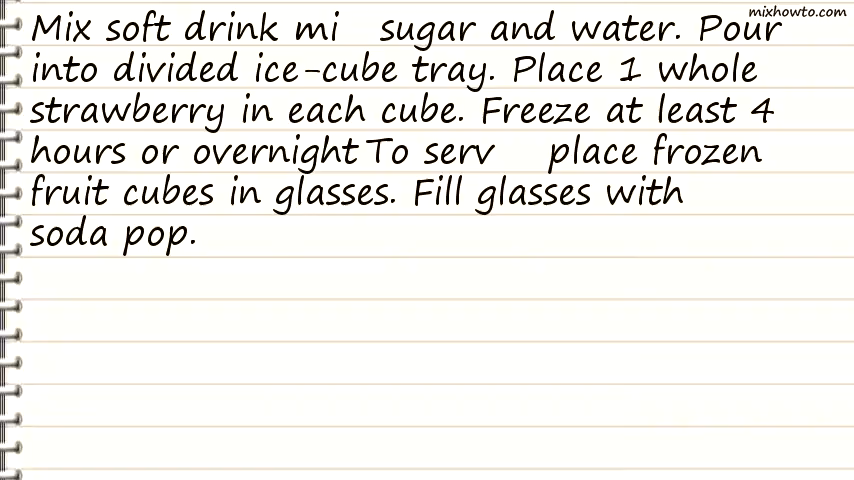 mixhowto.com
Mix soft drink mi sugar and water. Pour
into divided ice-cube tray. Place 1 whole
strawberry in each cube. Freeze at least 4
hours or overnight To serv place frozen
fruit cubes in glasses. Fill glasses with
soda pop.